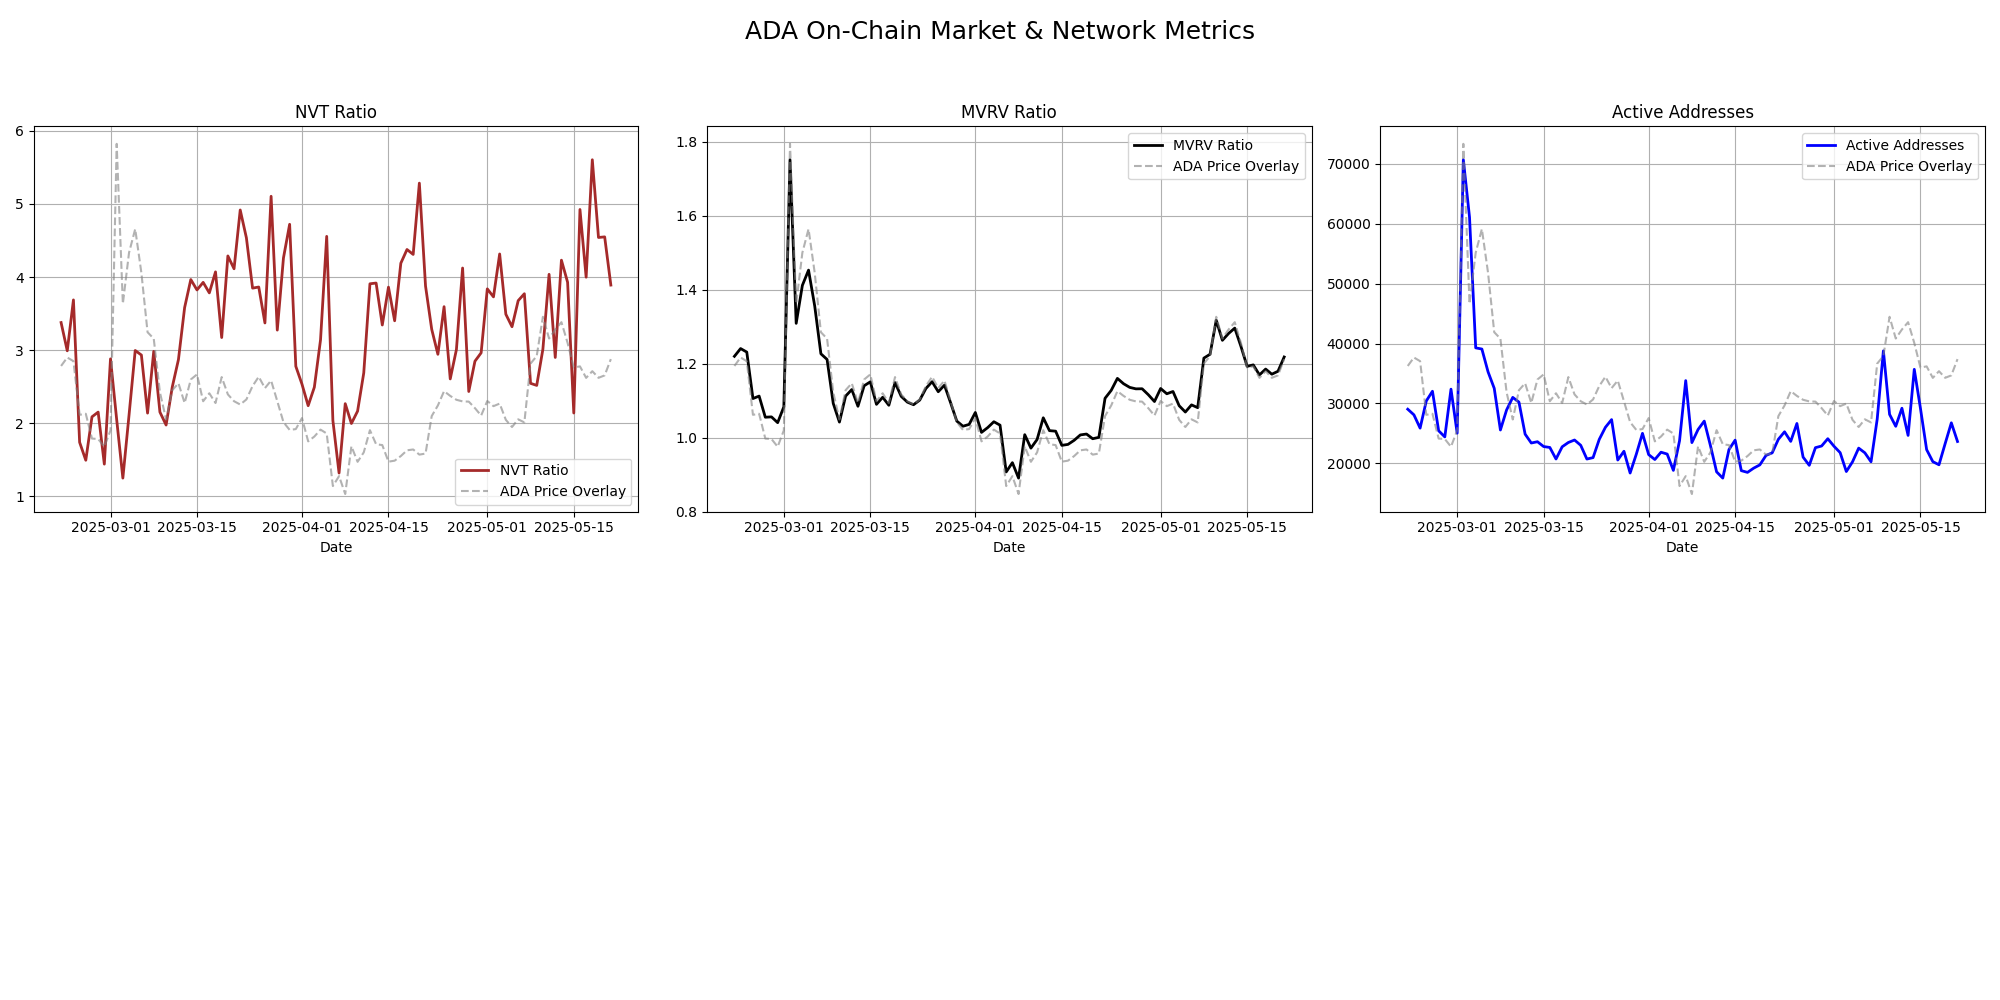 ADA On-Chain Market & Network Metrics
NVT Ratio
6
5
4
3
2
1
NVT Ratio
ADA Price Overlay
2025-03-01 2025-03-15 2025-04-01 2025-04-15 2025-05-01 2025-05-15
Date
MVRV Ratio
1.8
1.6
1.4
1.2
1.0
0.8
MVRV Ratio
ADA Price Overlay
2025-03-01 2025-03-15 2025-04-01 2025-04-15 2025-05-01 2025-05-15
Date
Active Addresses
70000
60000
50000
40000
30000
20000
Active Addresses
ADA Price Overlay
2025-03-01 2025-03-15 2025-04-01 2025-04-15 2025-05-01 2025-05-15
Date